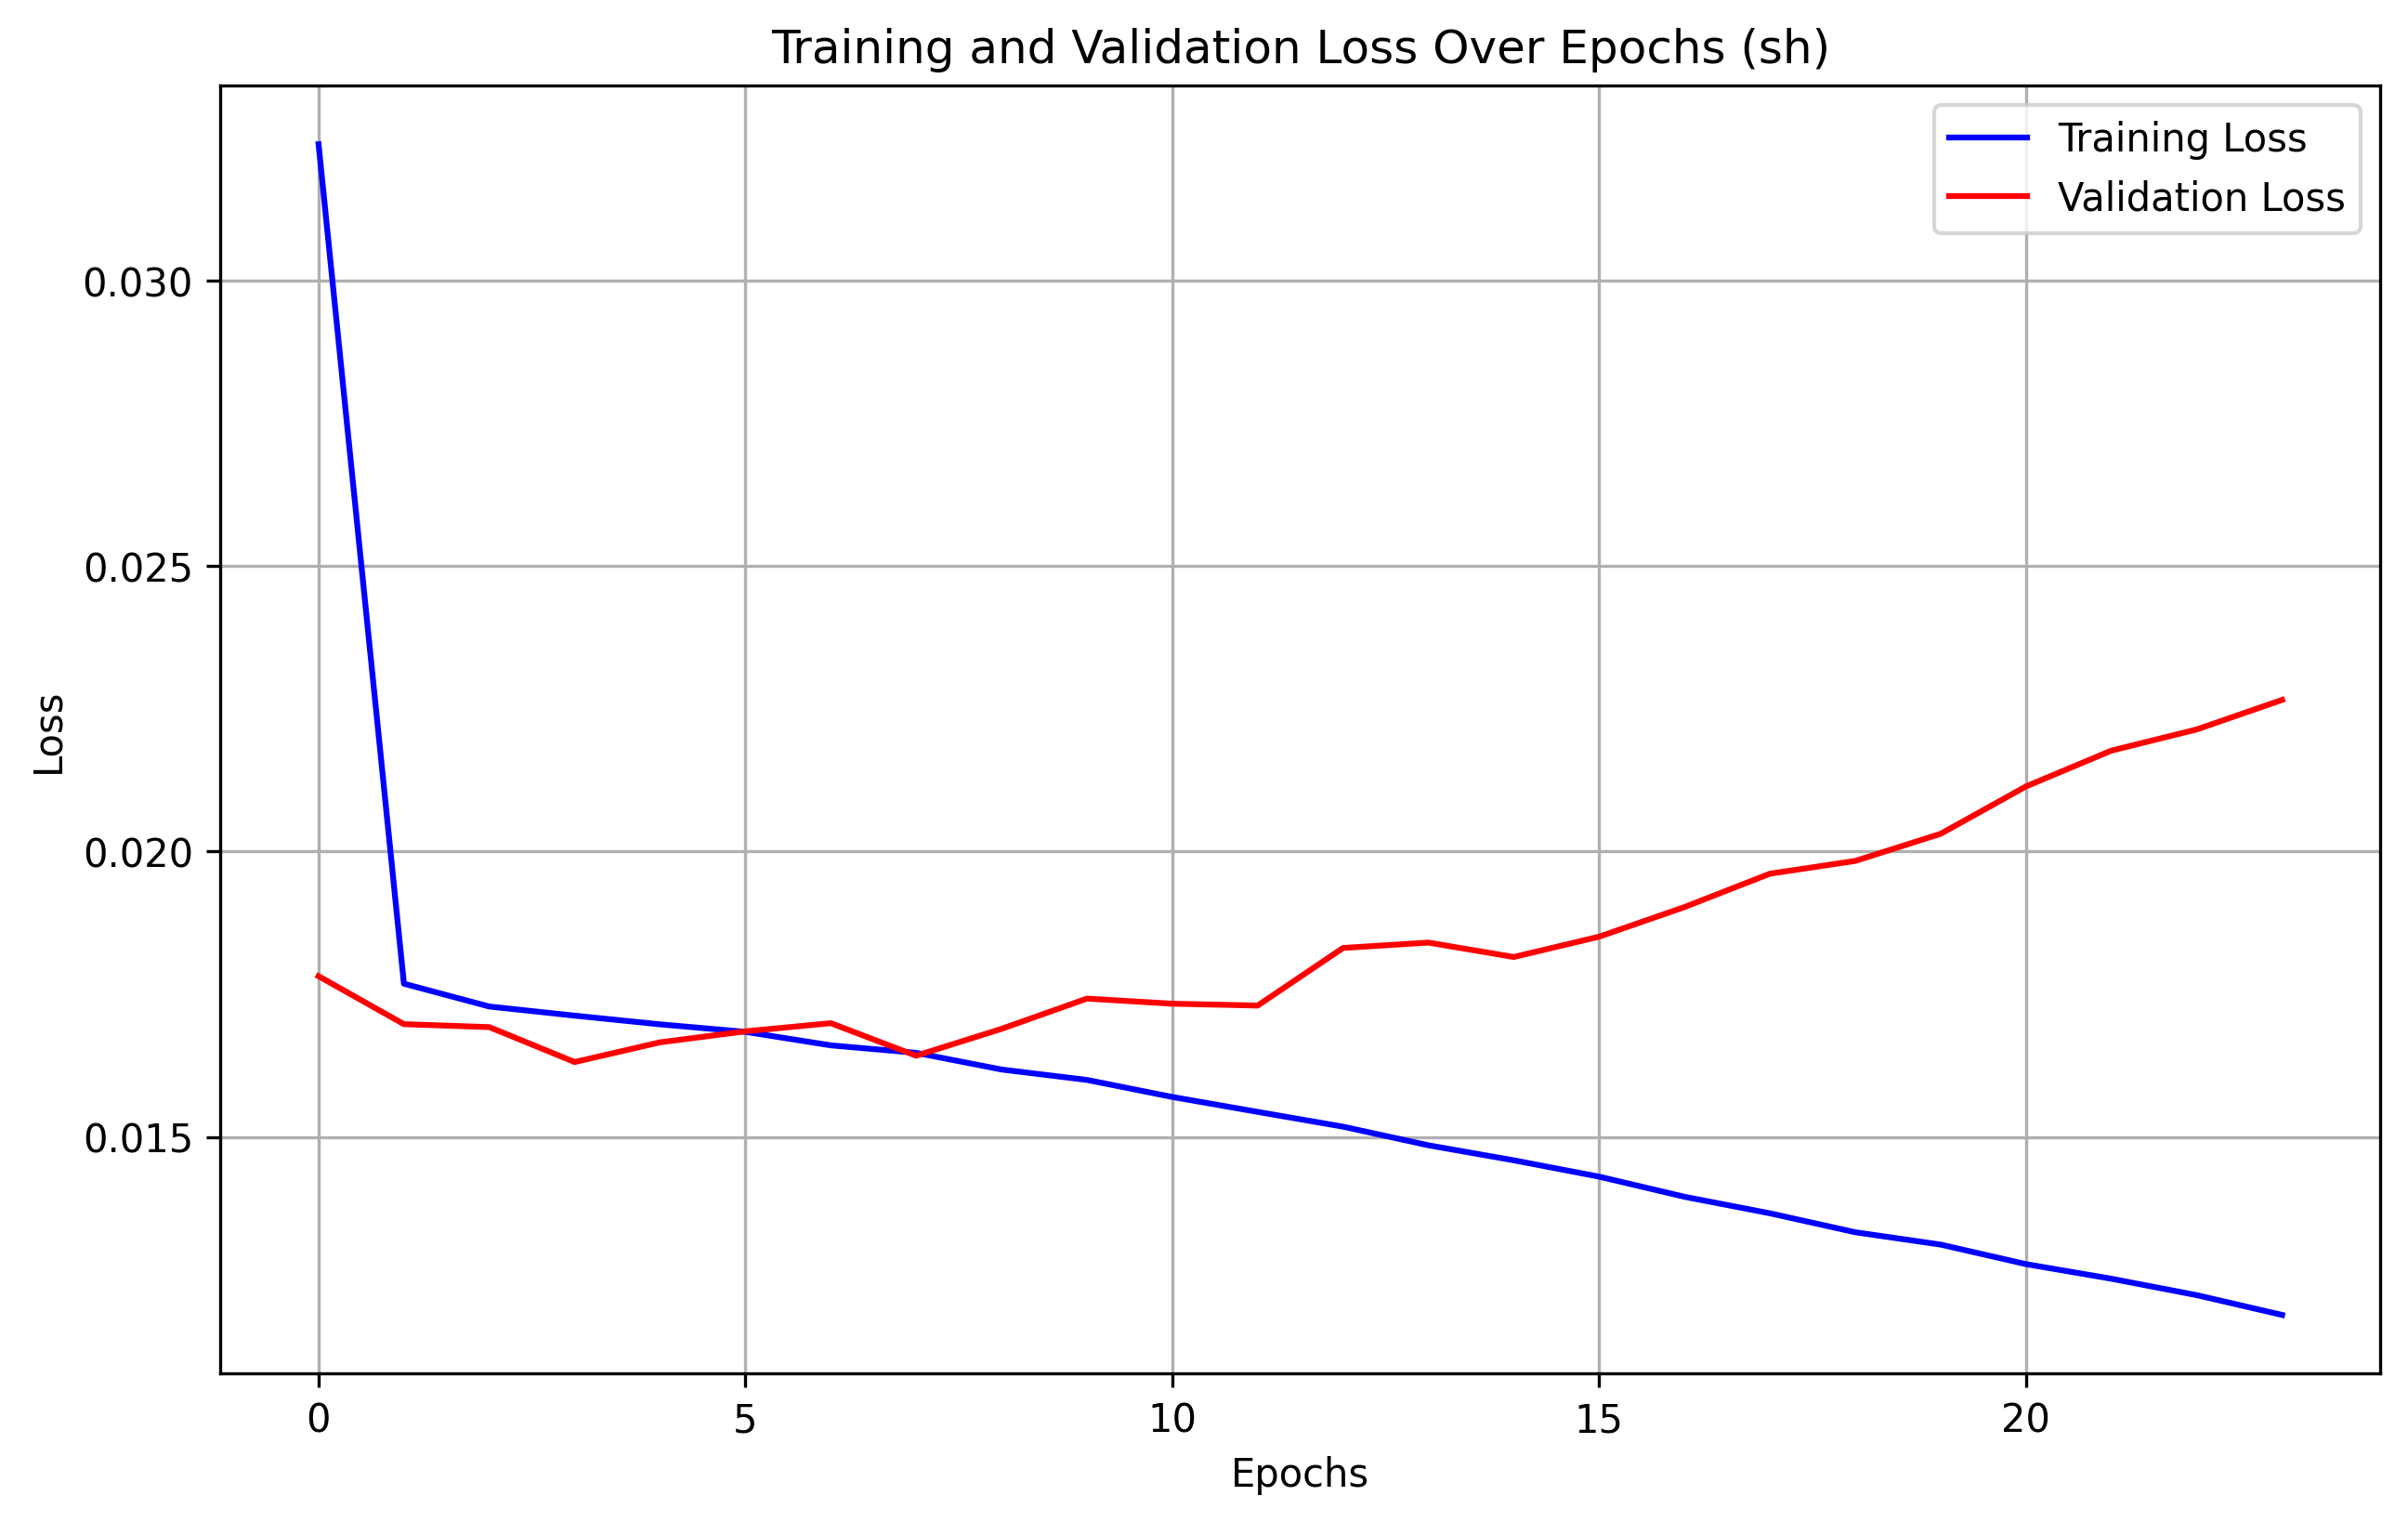 Training and Validation Loss Over Epochs (sh)
Training Loss
Validation Loss
0.030
0.025
0.020
0.015
Loss
0 5 10 15 20
Epochs